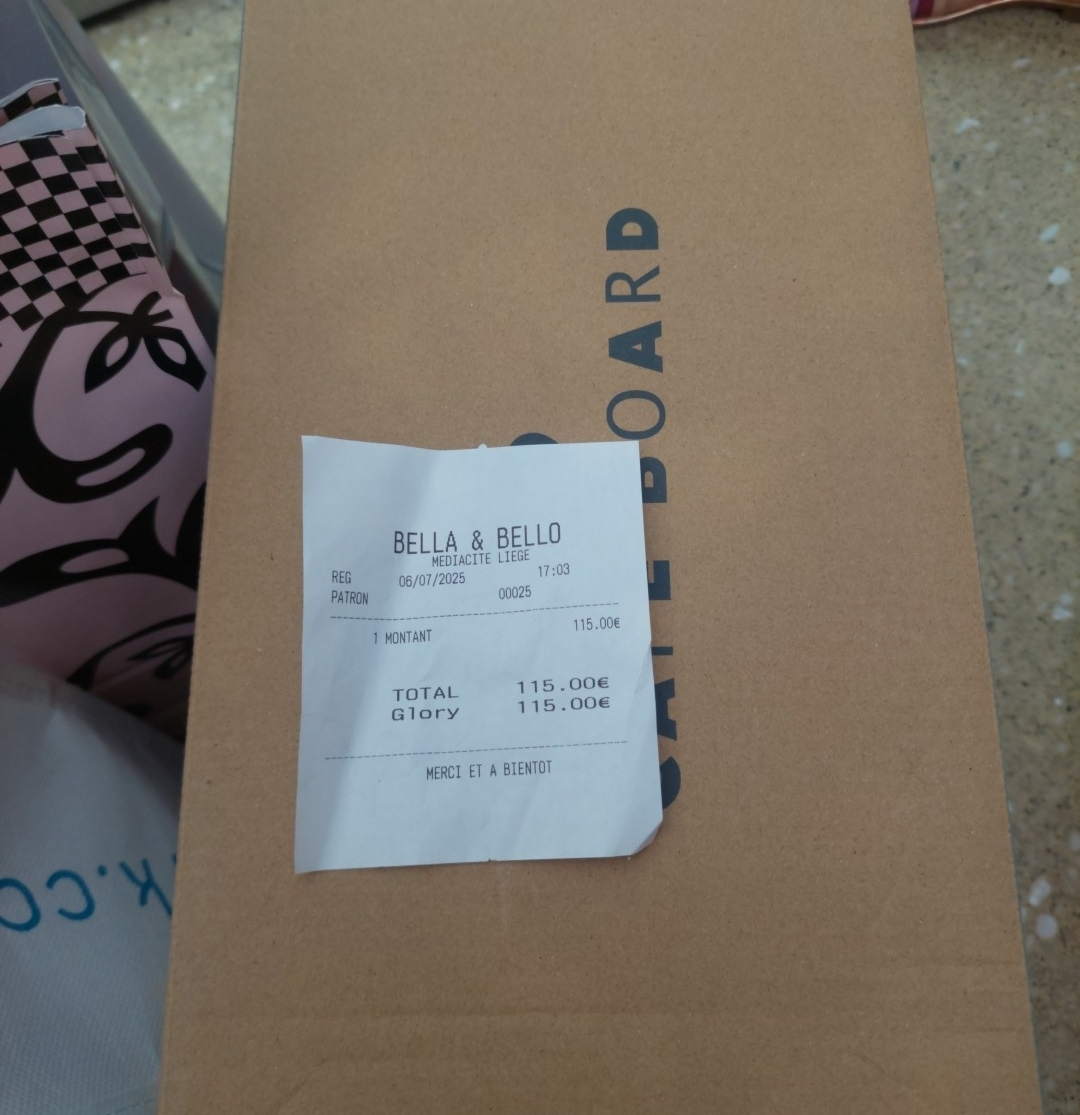 BELLA & BELLO
MEDIACITE LIEGE
REG 06/07/2025 17:03
PATRON 00025
1 MONTANT 115.00€
TOTAL 115.00€
Glory 115.00€
MERCI ET A BIENTOT
BOARD
K.CO